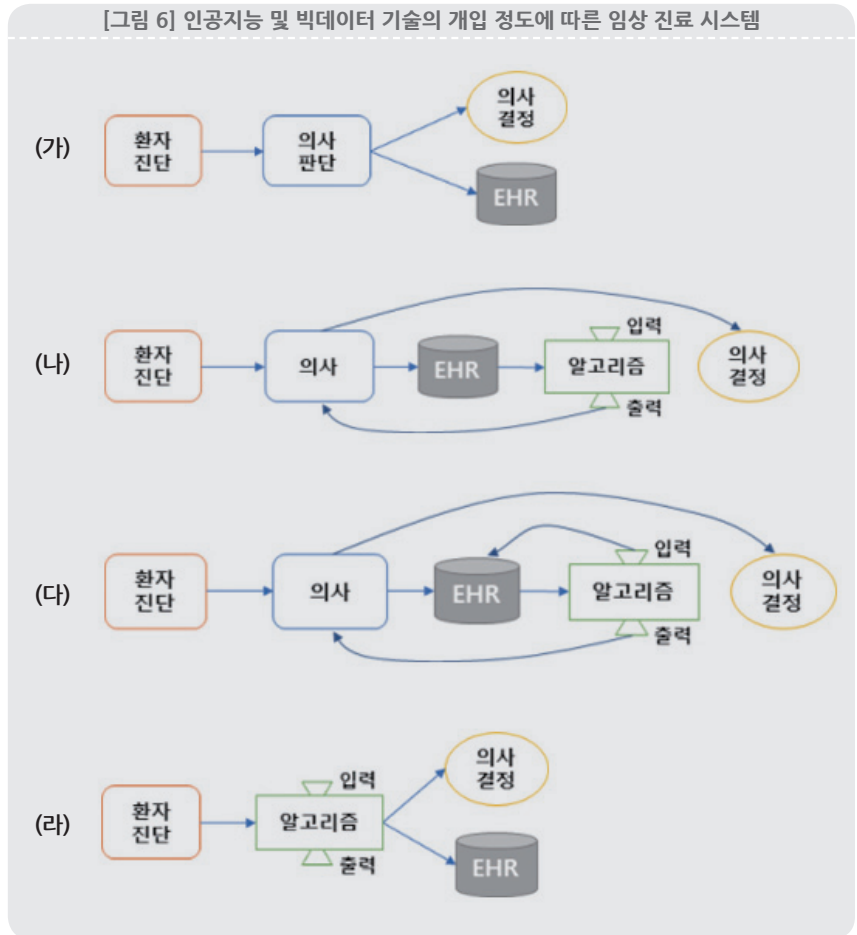 [그림 6] 인공지능 및 빅데이터 기술의 개입 정도에 따른 임상 진료 시스템
(가)
환자
진단
의사
판단
의사
결정
EHR
(나)
환자
진단
의사
EHR
입력
알고리즘
출력
의사
결정
(다)
환자
진단
의사
EHR
입력
알고리즘
출력
의사
결정
(라)
환자
진단
입력
알고리즘
출력
의사
결정
EHR